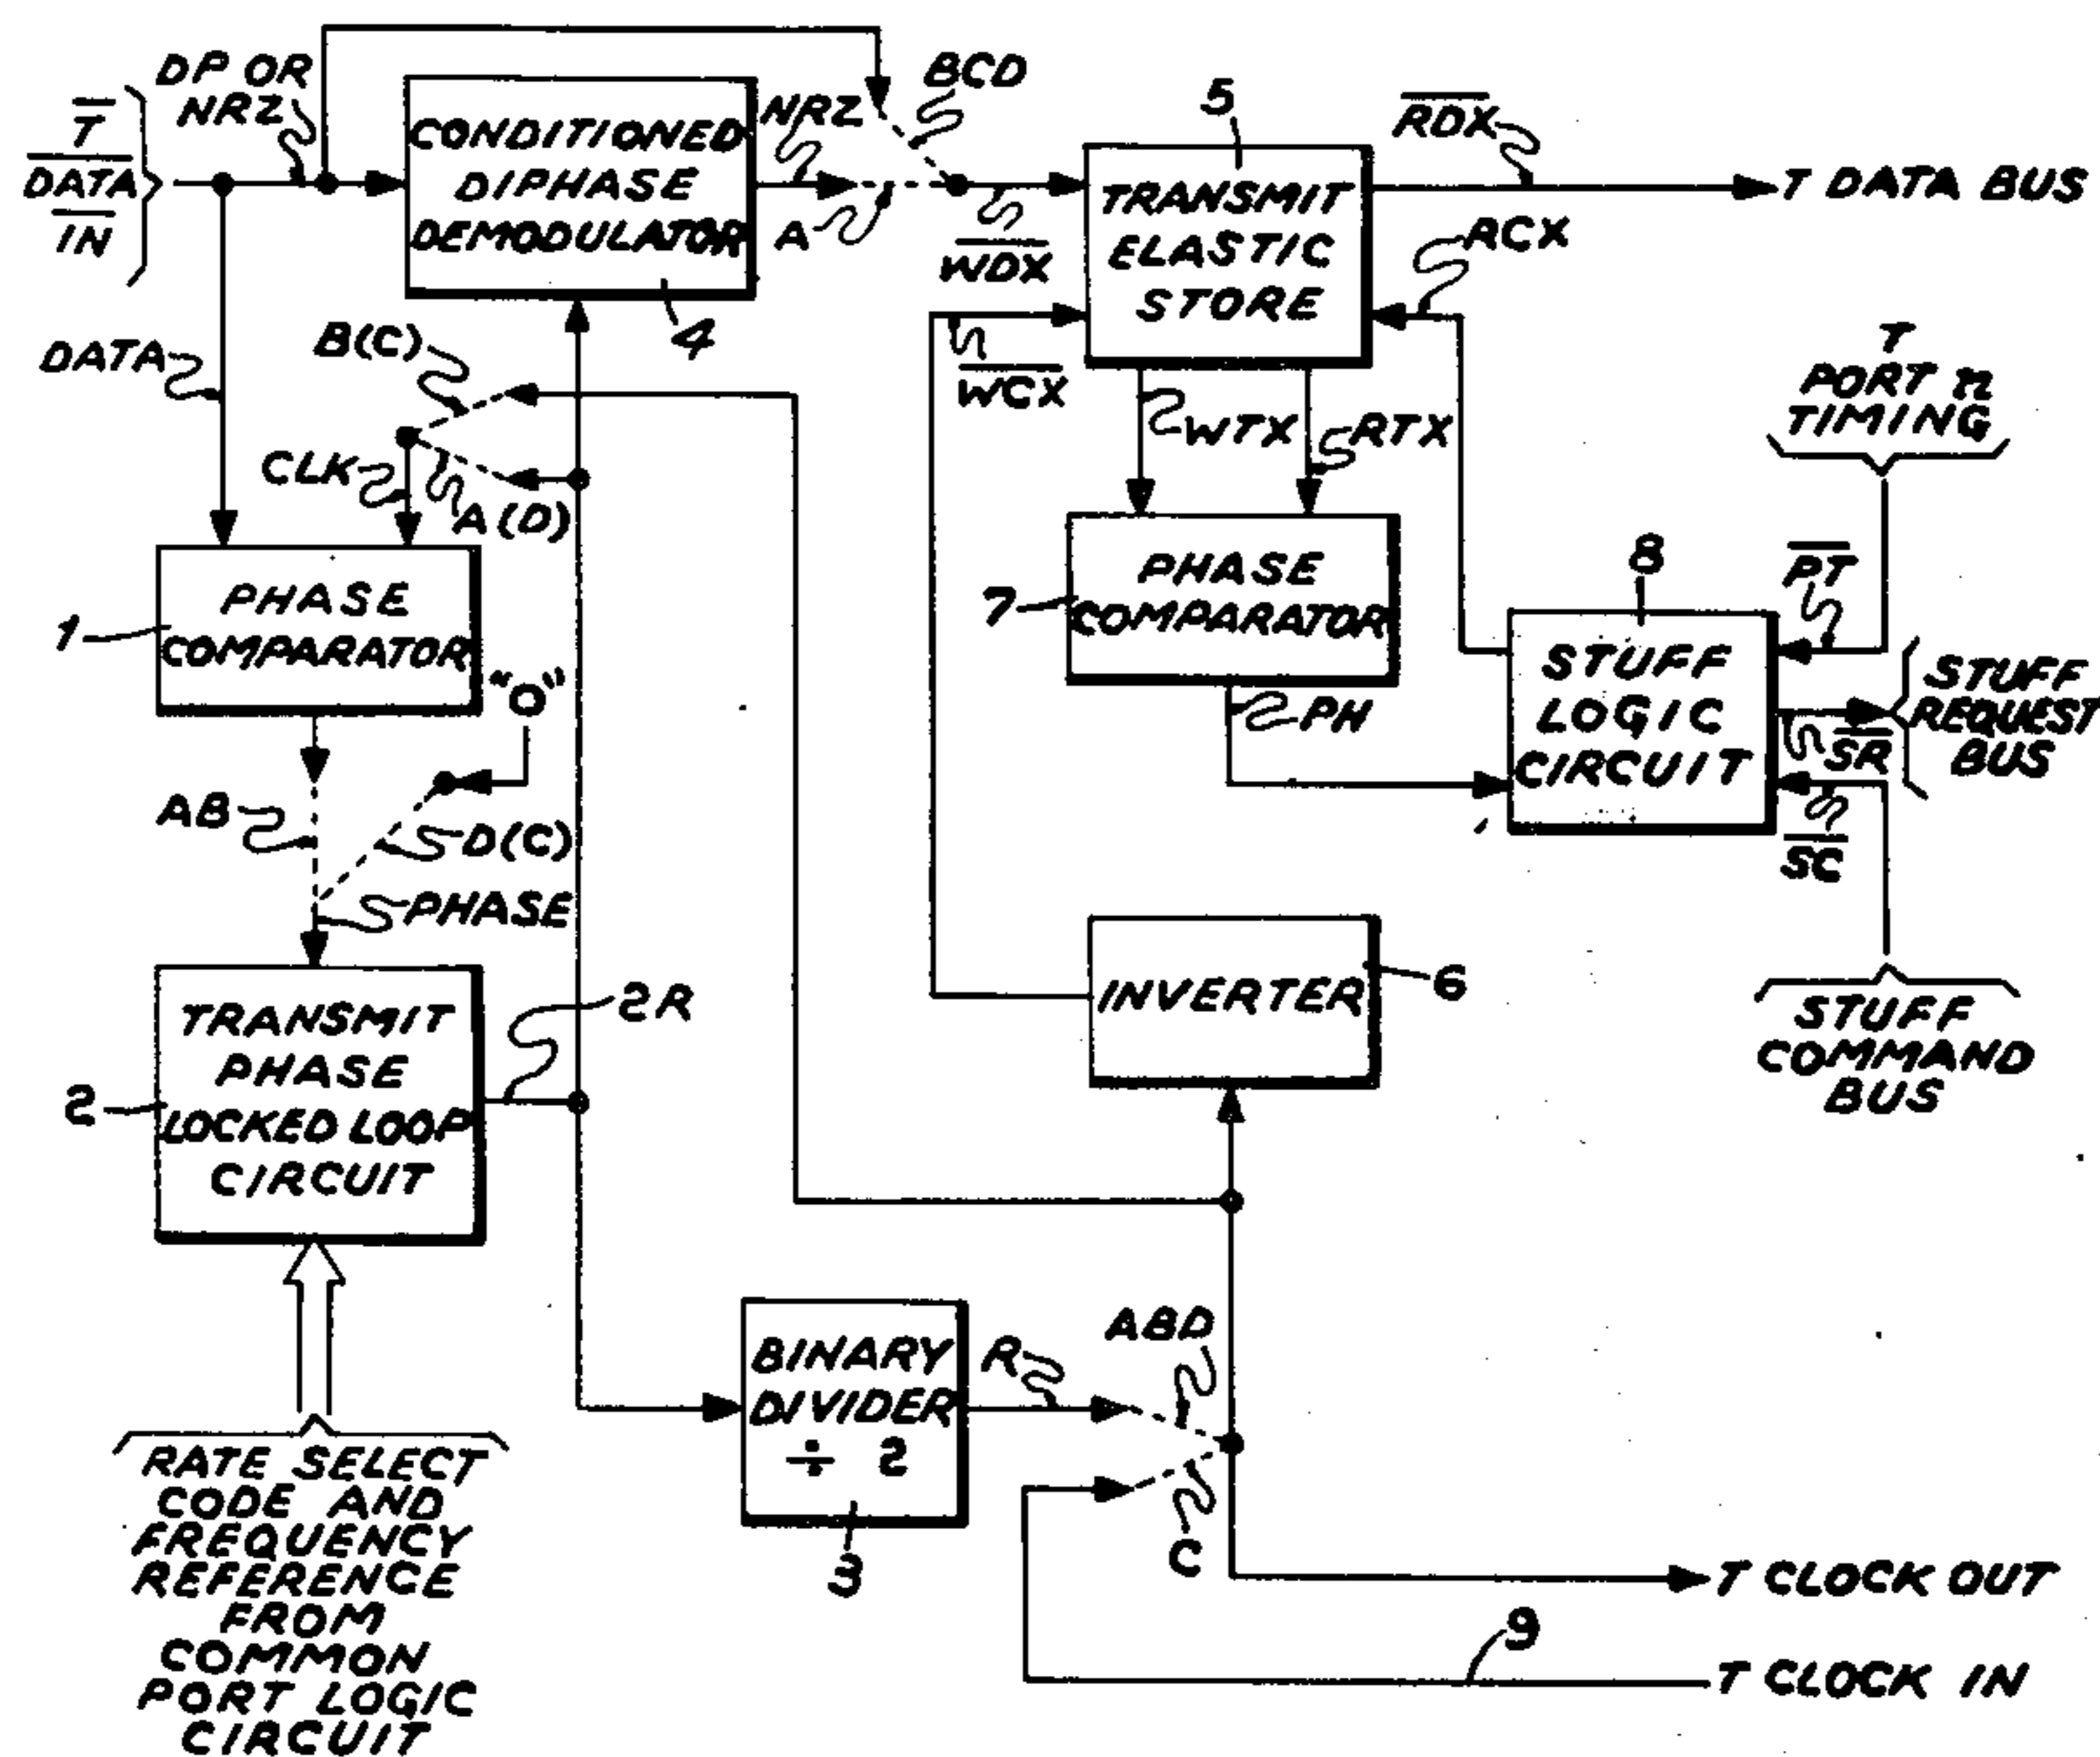 DP OR
NRZ
T
DATA
IN
CONDITIONED
DIPHASE
DEMODULATOR
4
NRZ
A
BCD
WDX
5
TRANSMIT
ELASTIC
STORE
RDX
T DATA BUS
RCX
WCX
WTX
RTX
DATA
B(C)
CLK
A(D)
1
PHASE
COMPARATOR
"O"
AB
D(C)
PHASE
2
TRANSMIT
PHASE
LOCKED LOOP
CIRCUIT
2R
RATE SELECT
CODE AND
FREQUENCY
REFERENCE
FROM
COMMON
PORT LOGIC
CIRCUIT
7
PHASE
COMPARATOR
PH
T
PORT n
TIMING
PT
8
STUFF
LOGIC
CIRCUIT
STUFF
REQUEST
BUS
SR
SC
STUFF
COMMAND
BUS
INVERTER
6
BINARY
DIVIDER
÷ 2
3
R
ABD
C
T CLOCK OUT
9
T CLOCK IN